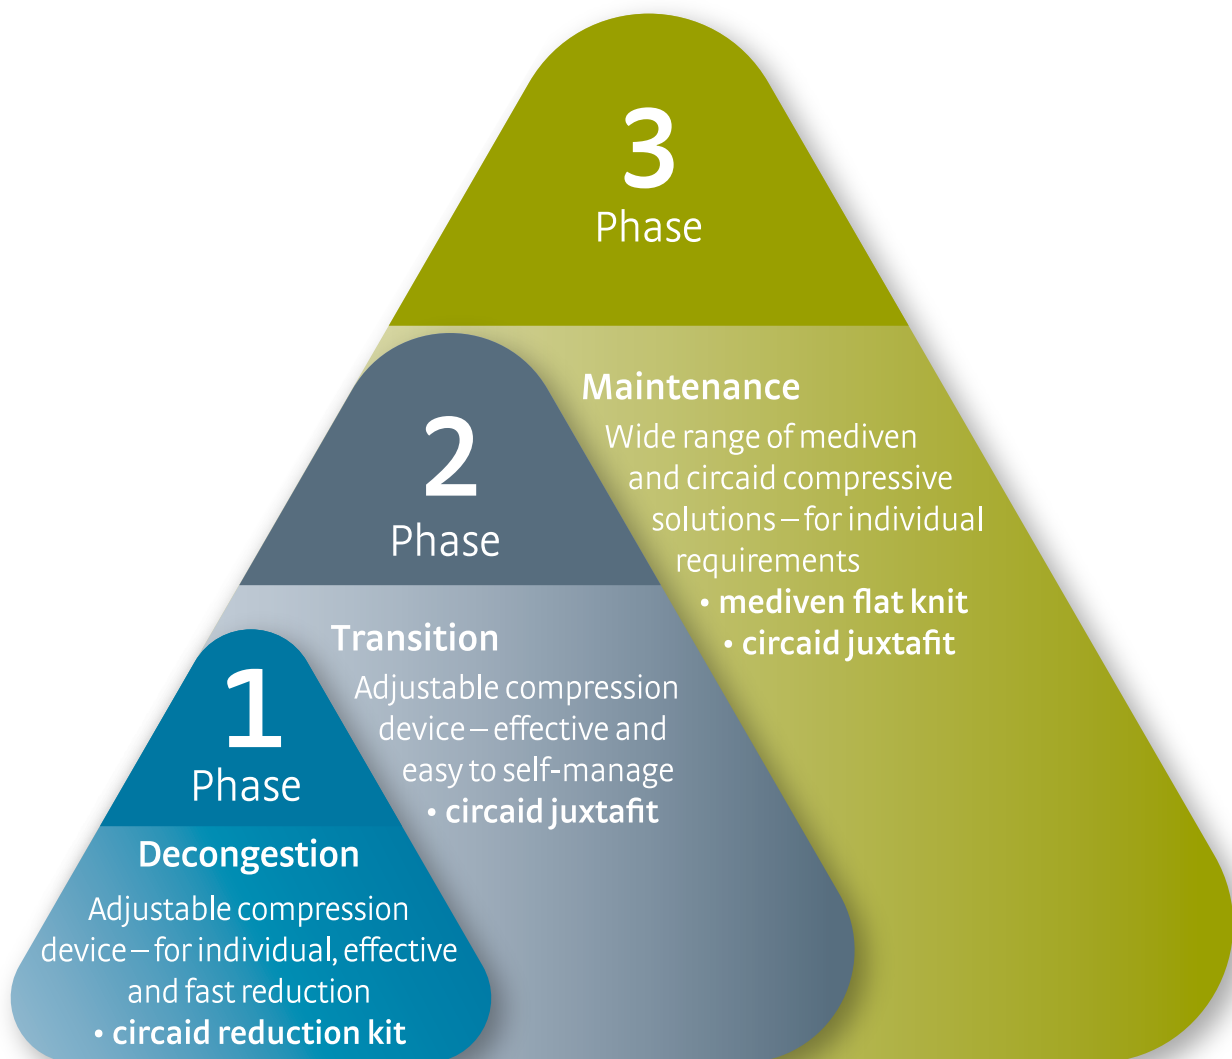 3
Phase
Maintenance
Wide range of mediven
and circaid compressive
solutions – for individual
requirements
• mediven flat knit
• circaid juxtafit
2
Phase
Transition
Adjustable compression
device – effective and
easy to self-manage
• circaid juxtafit
1
Phase
Decongestion
Adjustable compression
device – for individual, effective
and fast reduction
• circaid reduction kit